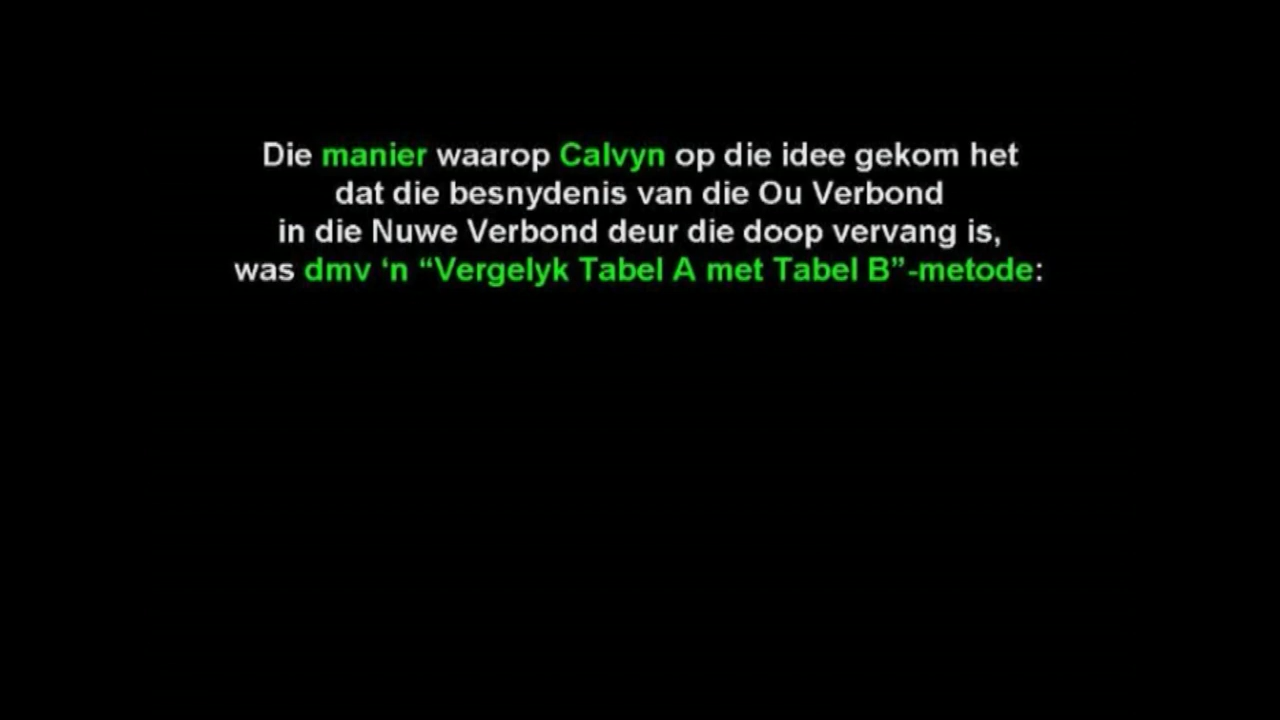 Die manier waarop Calvyn op die idee gekom het
dat die besnydenis van die Ou Verbond
in die Nuwe Verbond deur die doop vervang is,
was dmv ‘n “Vergelyk Tabel A met Tabel B”-metode: